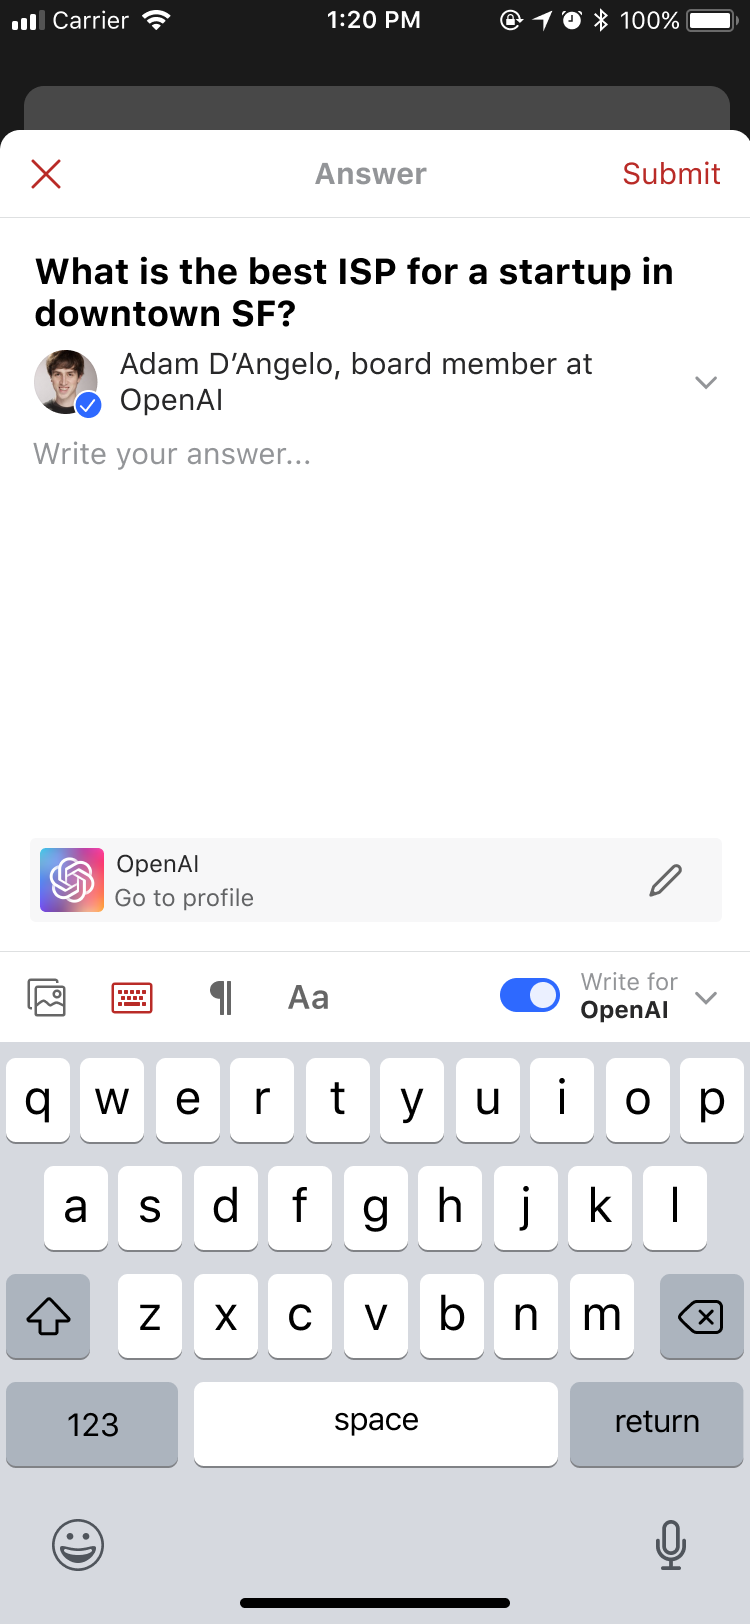 Carrier 1:20 PM 100%
Answer Submit
What is the best ISP for a startup in
downtown SF?
Adam D’Angelo, board member at
OpenAI
Write your answer...
OpenAI
Go to profile
Aa Write for
OpenAI
q w e r t y u i o p
a s d f g h j k l
z x c v b n m
123 space return